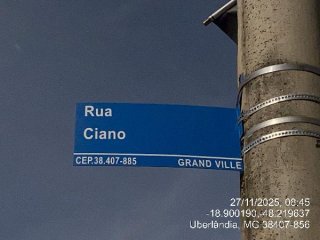 Rua
Ciano
CEP.38.407-885 GRAND VILLE
27/11/2025, 09:45
-18.900190,-48.219637
Uberlândia, MG 38407-856